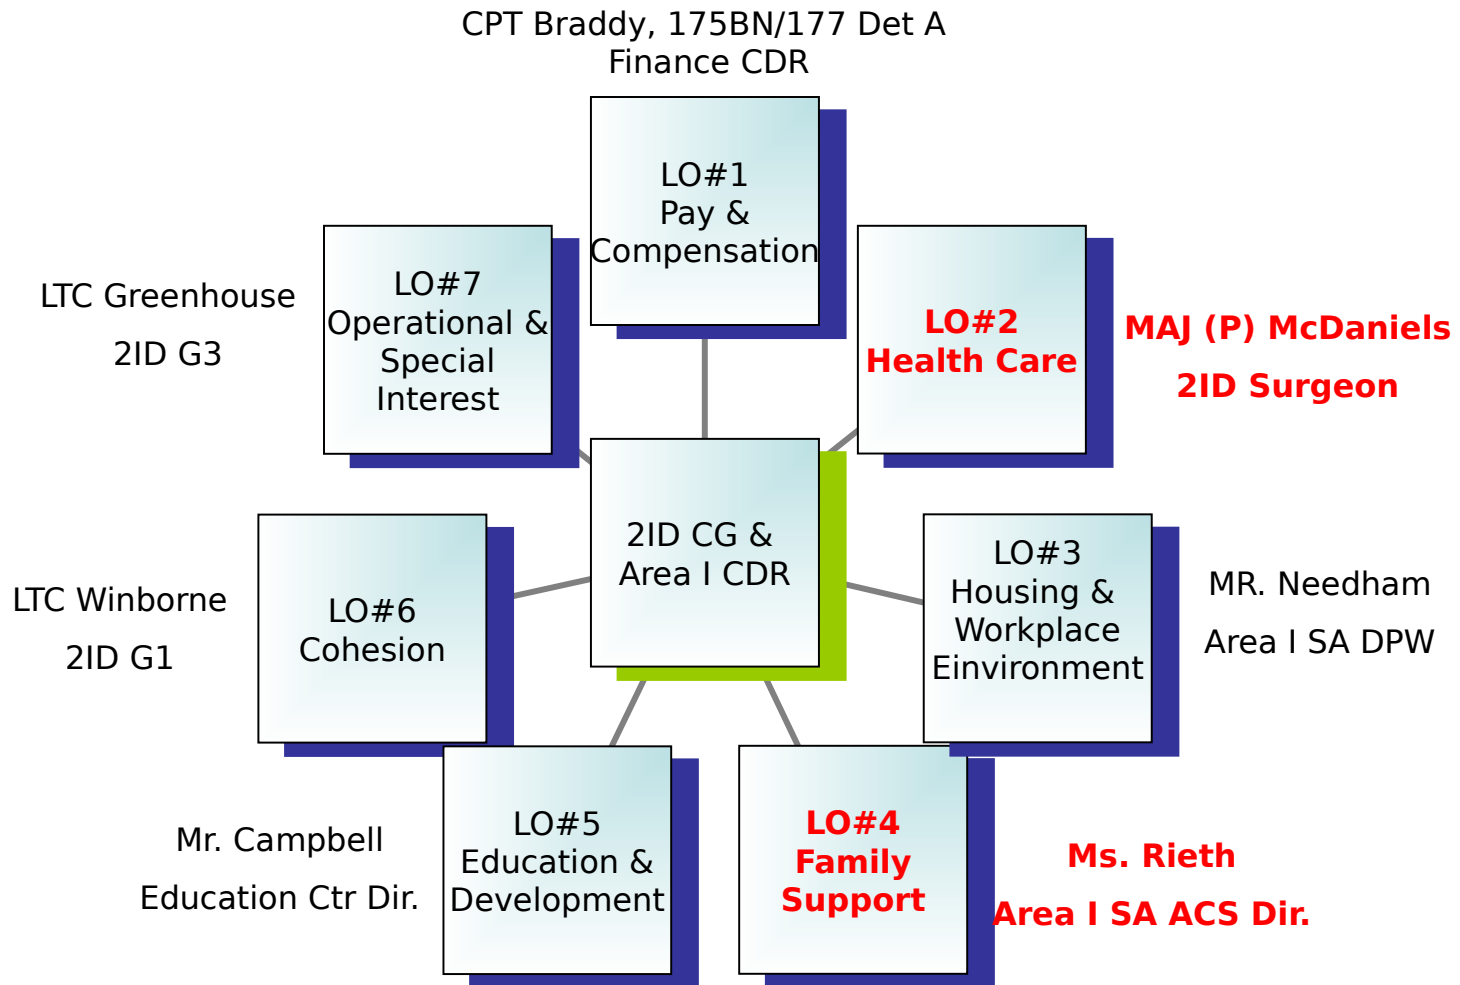 CPT Braddy, 175BN/177 Det A
Finance CDR
LO#1
Pay &
Compensation
LO#7
Operational &
Special
Interest
LTC Greenhouse
2ID G3
LO#2
Health Care
MAJ (P) McDaniels
2ID Surgeon
2ID CG &
Area I CDR
LO#6
Cohesion
LTC Winborne
2ID G1
LO#3
Housing &
Workplace
Einvironment
MR. Needham
Area I SA DPW
LO#5
Education &
Development
Mr. Campbell
Education Ctr Dir.
LO#4
Family
Support
Ms. Rieth
Area I SA ACS Dir.